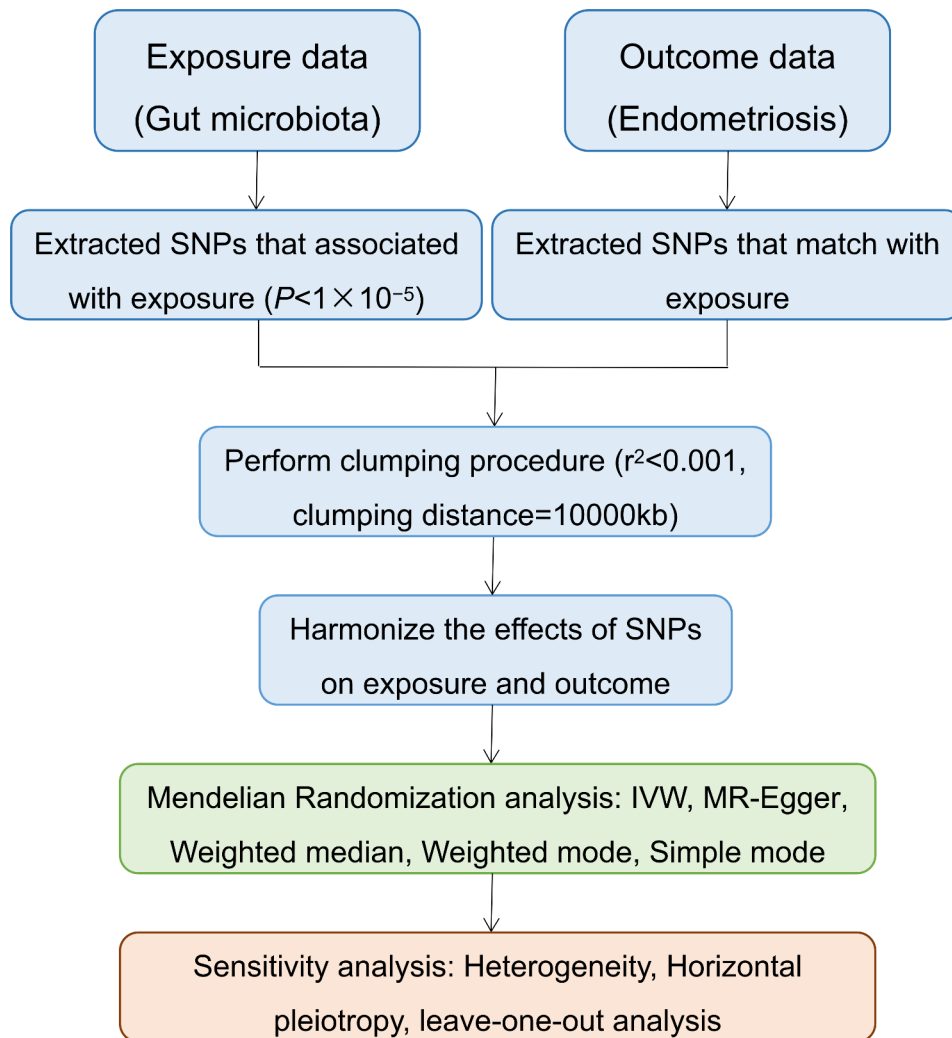 Exposure data
(Gut microbiota)
Outcome data
(Endometriosis)
Extracted SNPs that associated
with exposure (P<1×10⁻⁵)
Extracted SNPs that match with
exposure
Perform clumping procedure (r²<0.001,
clumping distance=10000kb)
Harmonize the effects of SNPs
on exposure and outcome
Mendelian Randomization analysis: IVW, MR-Egger,
Weighted median, Weighted mode, Simple mode
Sensitivity analysis: Heterogeneity, Horizontal
pleiotropy, leave-one-out analysis